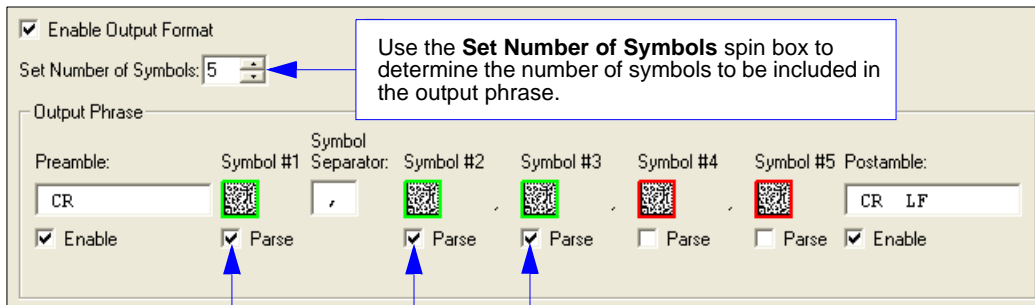 Enable Output Format
Use the Set Number of Symbols spin box to
determine the number of symbols to be included in
the output phrase.
Set Number of Symbols: 5
Output Phrase
Preamble: Symbol #1 Symbol Separator: Symbol #2 Symbol #3 Symbol #4 Symbol #5 Postamble:
CR , , , , CR LF
Enable Parse Parse Parse Parse Parse Enable